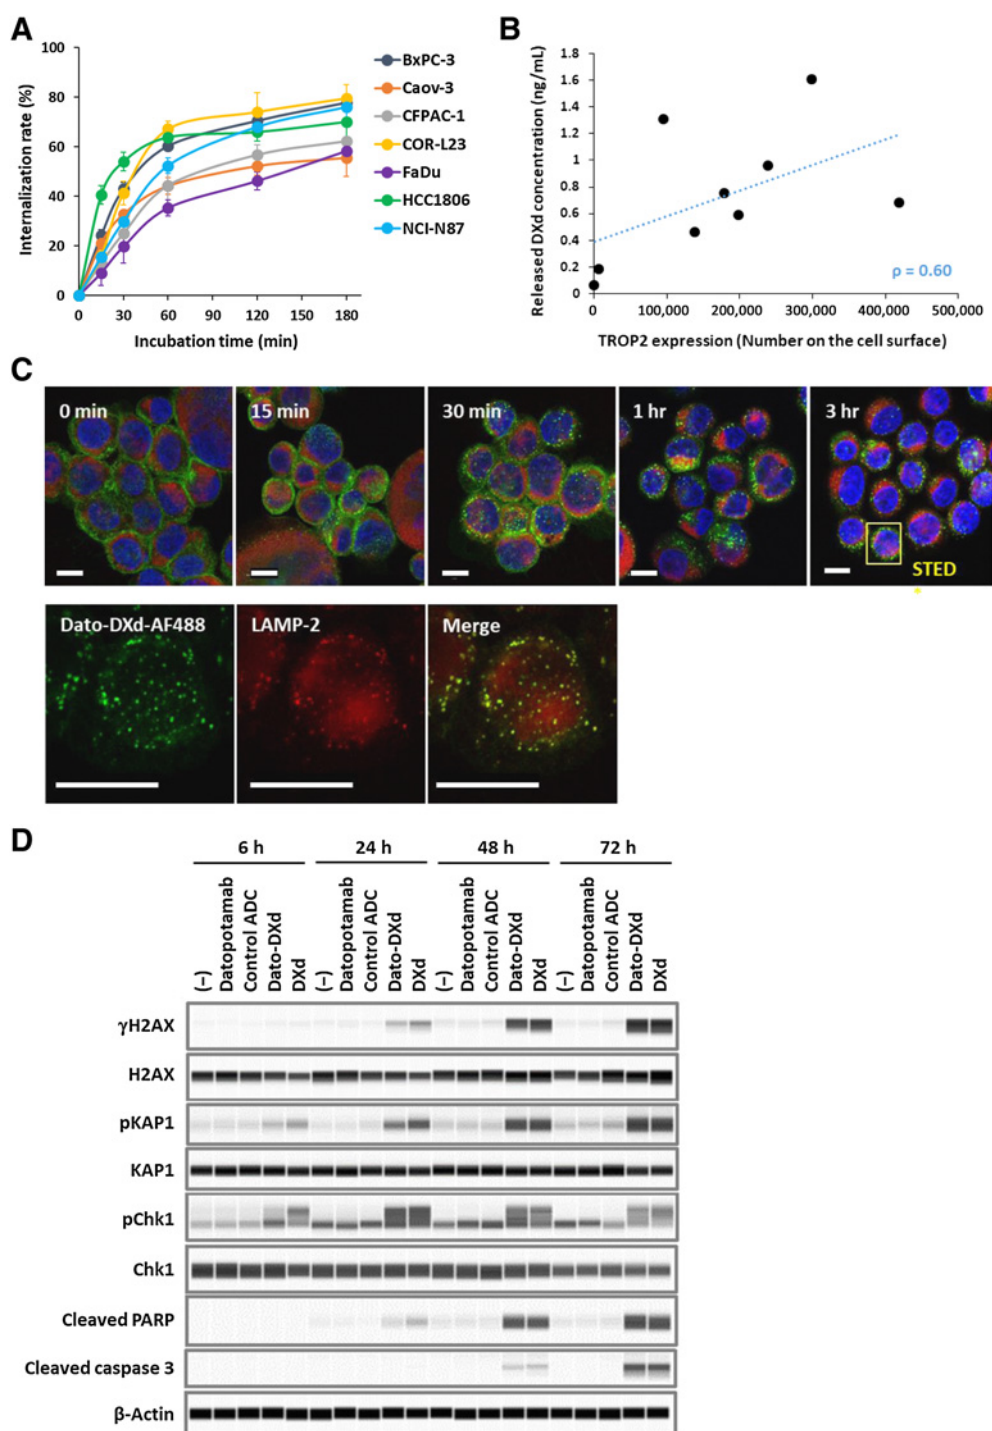 A
100
80
60
40
20
0
0
30
60
90
120
150
180
Internalization rate (%)
Incubation time (min)
BxPC-3
Caov-3
CFPAC-1
COR-L23
FaDu
HCC1806
NCI-N87
B
1.8
1.6
1.4
1.2
1
0.8
0.6
0.4
0.2
0
0
100,000
200,000
300,000
400,000
500,000
Released DXd concentration (ng/mL)
TROP2 expression (Number on the cell surface)
ρ = 0.60
C
0 min
15 min
30 min
1 hr
3 hr
STED
Dato-DXd-AF488
LAMP-2
Merge
D
6 h
24 h
48 h
72 h
(–)
Datopotamab
Control ADC
Dato-DXd
DXd
(–)
Datopotamab
Control ADC
Dato-DXd
DXd
(–)
Datopotamab
Control ADC
Dato-DXd
DXd
(–)
Datopotamab
Control ADC
Dato-DXd
DXd
γH2AX
H2AX
pKAP1
KAP1
pChk1
Chk1
Cleaved PARP
Cleaved caspase 3
β-Actin